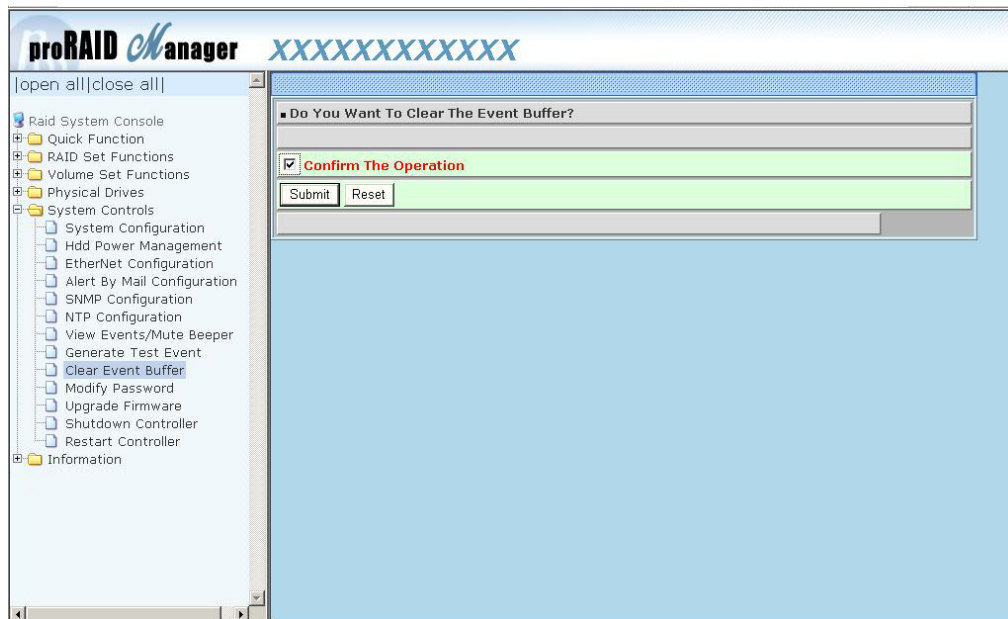 proRAID Manager XXXXXXXXXXXX
|open all|close all|
Raid System Console
Quick Function
RAID Set Functions
Volume Set Functions
Physical Drives
System Controls
System Configuration
Hdd Power Management
EtherNet Configuration
Alert By Mail Configuration
SNMP Configuration
NTP Configuration
View Events/Mute Beeper
Generate Test Event
Clear Event Buffer
Modify Password
Upgrade Firmware
Shutdown Controller
Restart Controller
Information
Do You Want To Clear The Event Buffer?
Confirm The Operation
Submit Reset